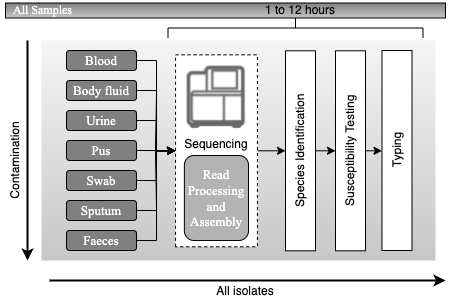 All Samples
1 to 12 hours
Contamination
Blood
Body fluid
Urine
Pus
Swab
Sputum
Faeces
Sequencing
Read
Processing
and
Assembly
Species Identification
Susceptibility Testing
Typing
All isolates